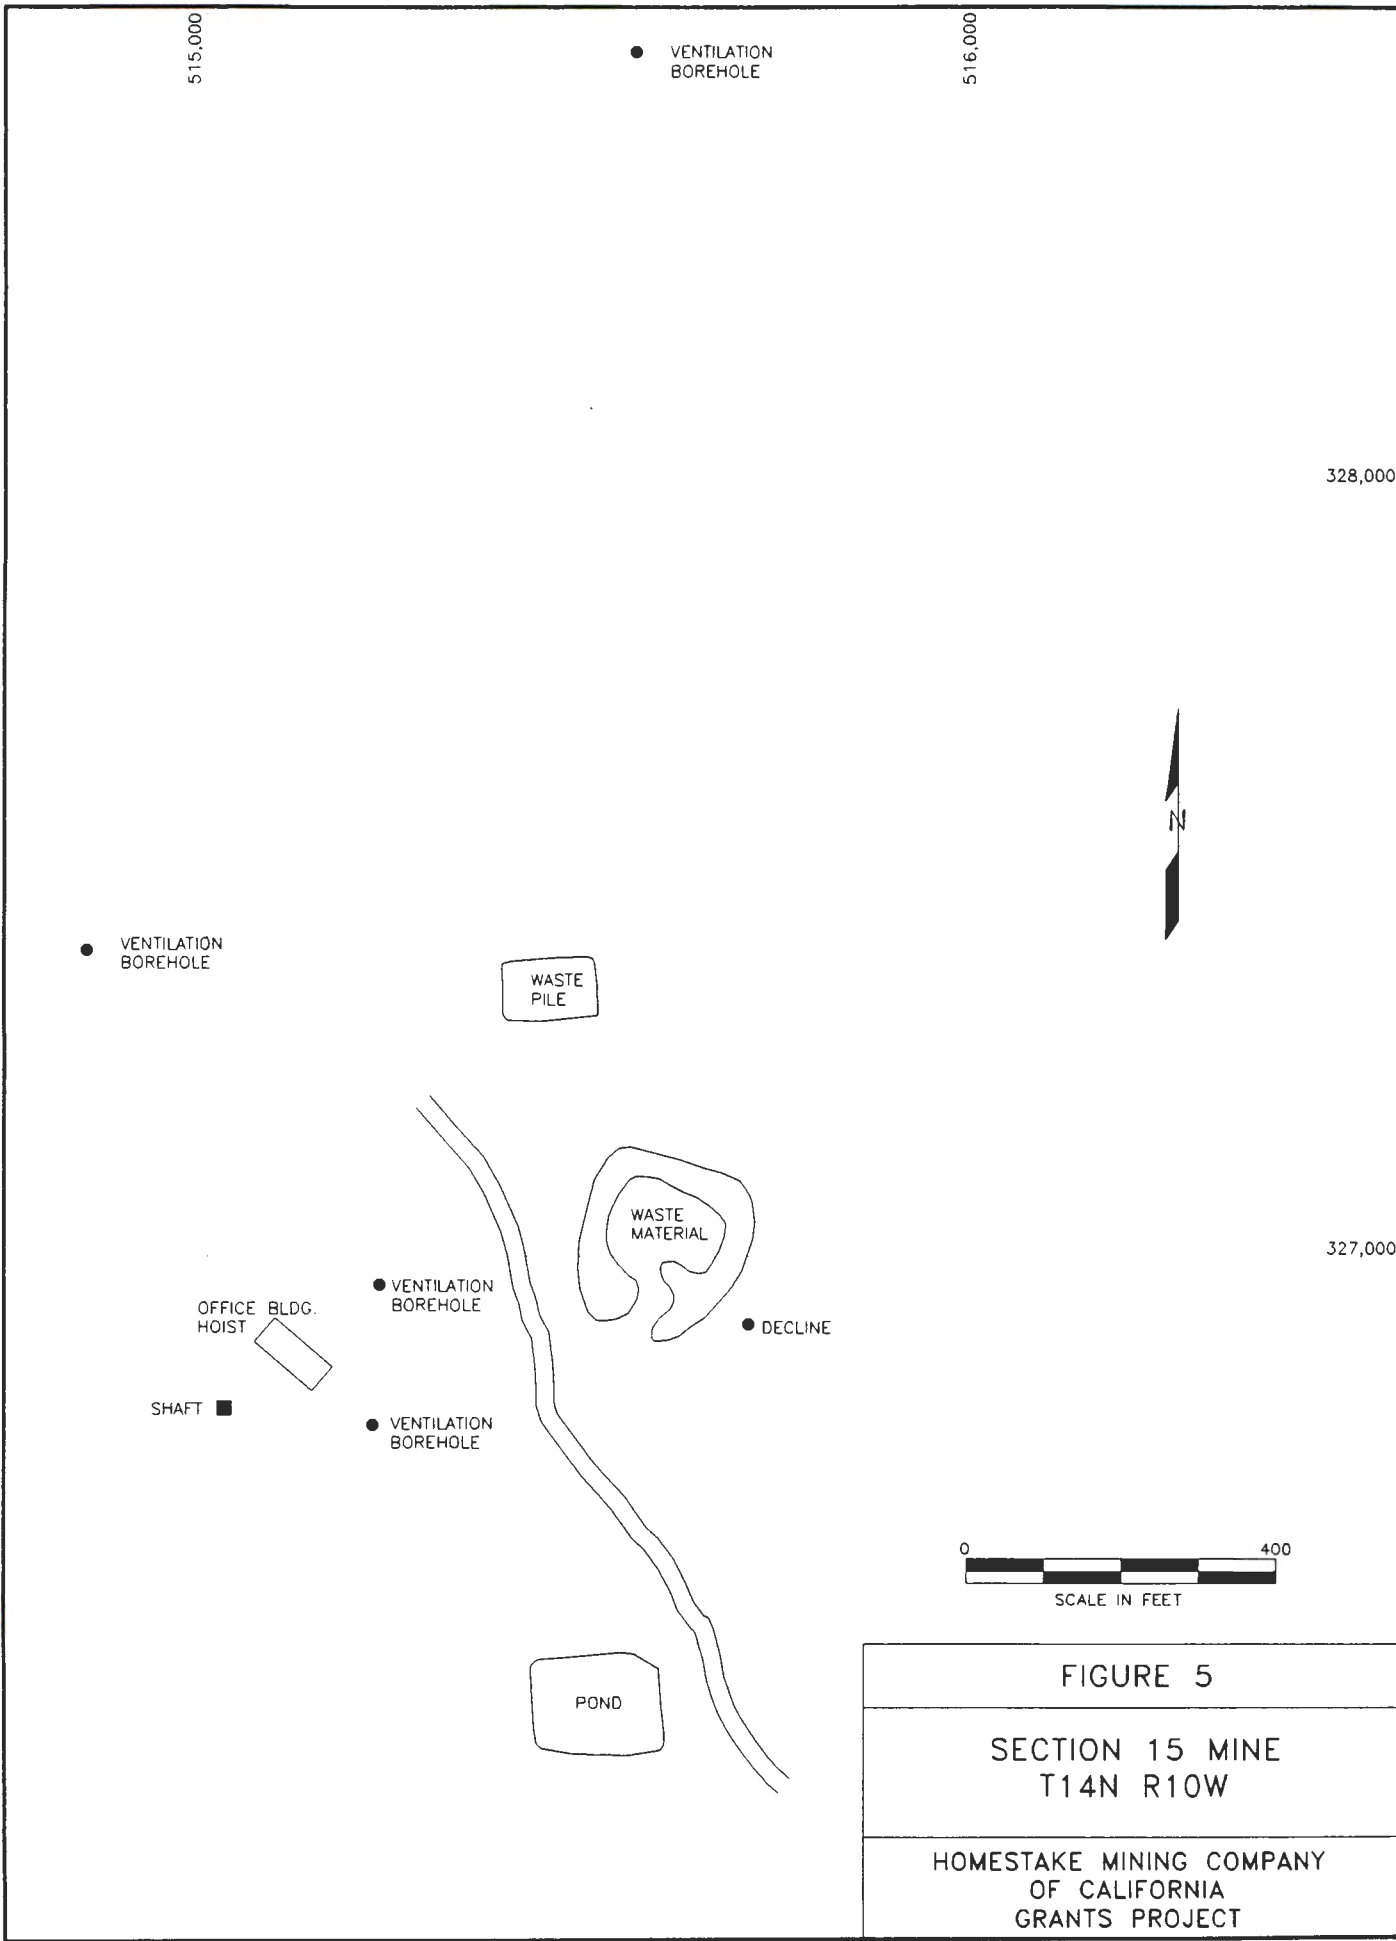 515,000
VENTILATION
BOREHOLE
516,000
328,000
N
VENTILATION
BOREHOLE
WASTE
PILE
WASTE
MATERIAL
327,000
VENTILATION
BOREHOLE
OFFICE BLDG.
HOIST
DECLINE
SHAFT
VENTILATION
BOREHOLE
0 400
SCALE IN FEET
POND
FIGURE 5
SECTION 15 MINE
T14N R10W
HOMESTAKE MINING COMPANY
OF CALIFORNIA
GRANTS PROJECT